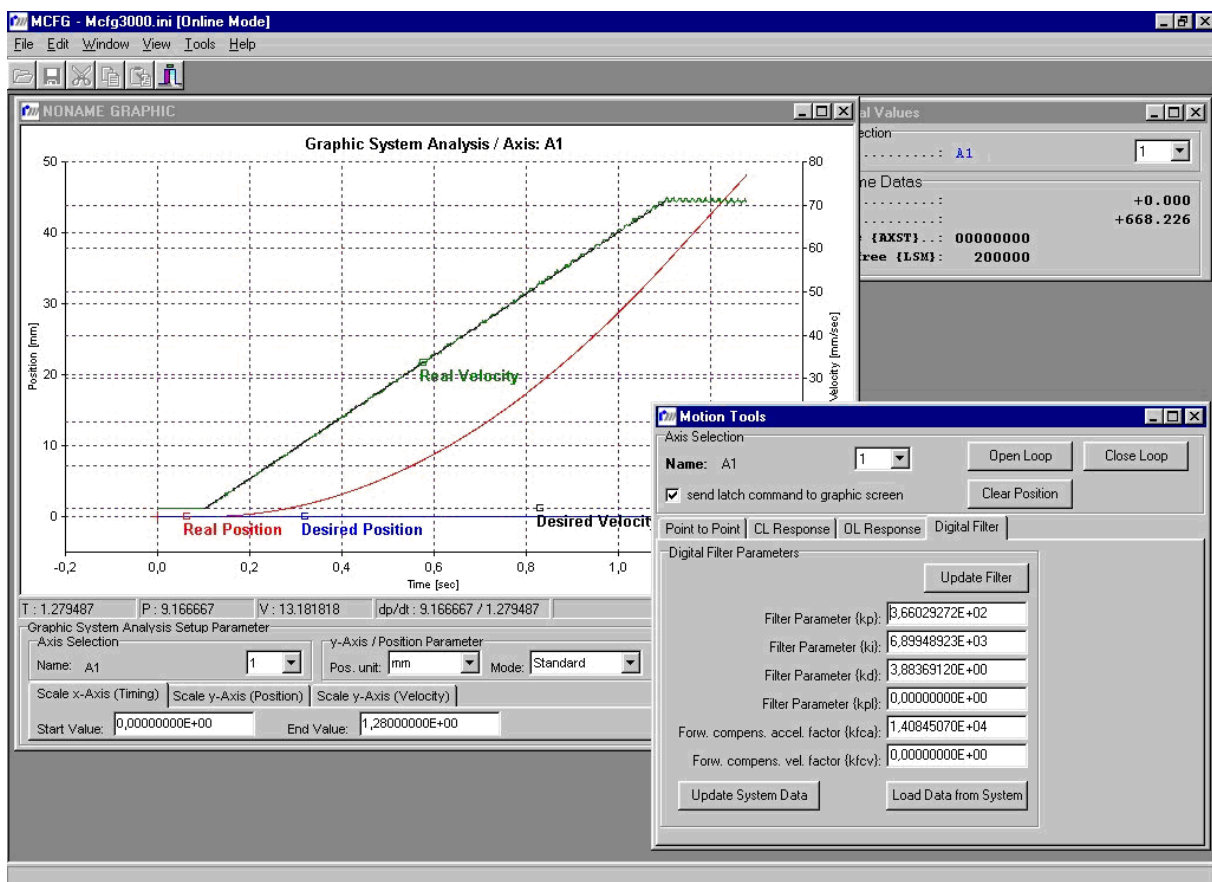 MCFG - Mcfg3000.ini [Online Mode]
File Edit Window View Tools Help
NONAME GRAPHIC
Graphic System Analysis / Axis: A1
50
40
30
20
10
0
Position [mm]
80
70
60
50
40
30
Velocity [mm/sec]
Real Velocity
Real Position
Desired Position
Desired Velocity
-0,2 0,0 0,2 0,4 0,6 0,8 1,0
Time [sec]
T : 1.279487 P : 9.166667 V : 13.181818 dp/dt : 9.166667 / 1.279487
Graphic System Analysis Setup Parameter
Axis Selection
Name: A1 1
y-Axis / Position Parameter
Pos. unit: mm Mode: Standard
Scale x-Axis (Timing) Scale y-Axis (Position) Scale y-Axis (Velocity)
Start Value: 0,00000000E+00 End Value: 1,28000000E+00
al Values
ection
.........: A1 1
me Datas
.........: +0.000
.........: +668.226
{AXST}..: 00000000
ree {LSM}: 200000
Motion Tools
Axis Selection
Name: A1 1 Open Loop Close Loop
send latch command to graphic screen Clear Position
Point to Point CL Response OL Response Digital Filter
Digital Filter Parameters
Update Filter
Filter Parameter {kp}: 3,66029272E+02
Filter Parameter {ki}: 6,89948923E+03
Filter Parameter {kd}: 3,88369120E+00
Filter Parameter {kpl}: 0,00000000E+00
Forw. compens. accel. factor {kfca}: 1,40845070E+04
Forw. compens. vel. factor {kfcv}: 0,00000000E+00
Update System Data Load Data from System